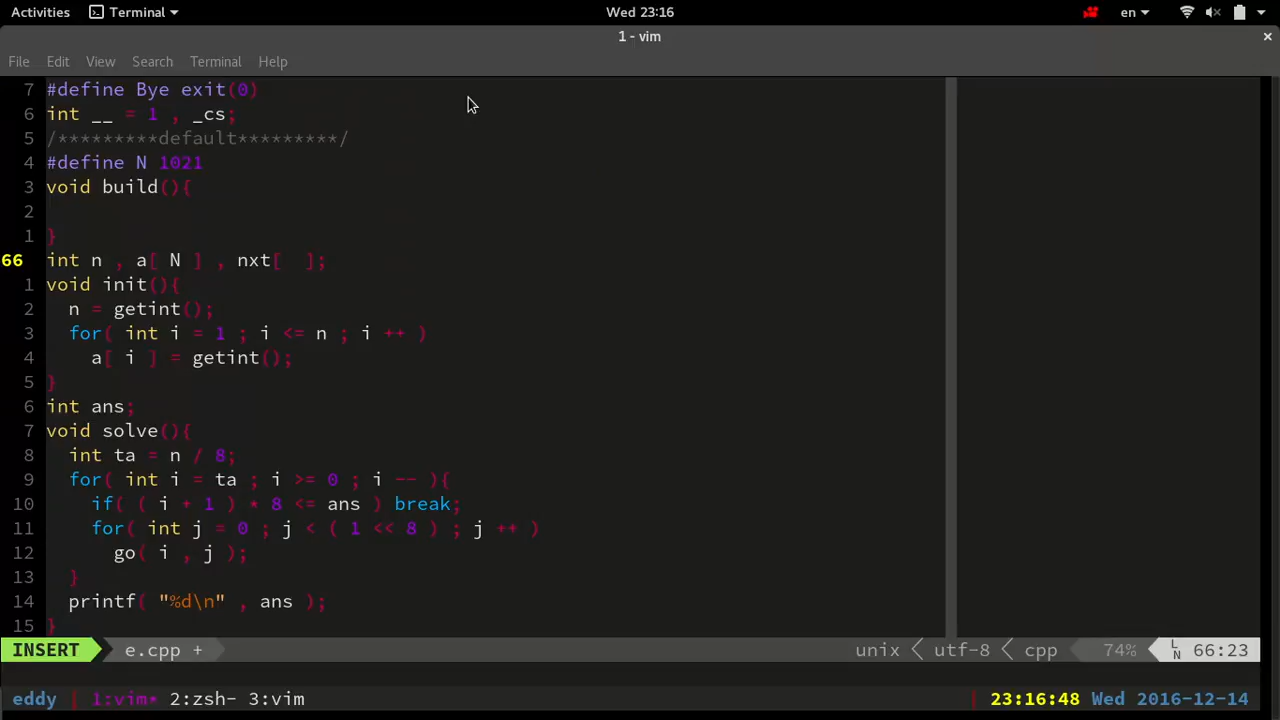 Activities Terminal Wed 23:16 en
1 - vim
File Edit View Search Terminal Help
7 #define Bye exit(0)
6 int __ = 1 , _cs;
5 /*********default*********/
4 #define N 1021
3 void build(){
2
1 }
66 int n , a[ N ] , nxt[  ];
1 void init(){
2   n = getint();
3   for( int i = 1 ; i <= n ; i ++ )
4     a[ i ] = getint();
5 }
6 int ans;
7 void solve(){
8   int ta = n / 8;
9   for( int i = ta ; i >= 0 ; i -- ){
10     if( ( i + 1 ) * 8 <= ans ) break;
11     for( int j = 0 ; j < ( 1 << 8 ) ; j ++ )
12       go( i , j );
13   }
14   printf( "%d\n" , ans );
15 }
INSERT e.cpp + unix utf-8 cpp 74% LN 66:23
eddy 1:vim* 2:zsh- 3:vim 23:16:48 Wed 2016-12-14